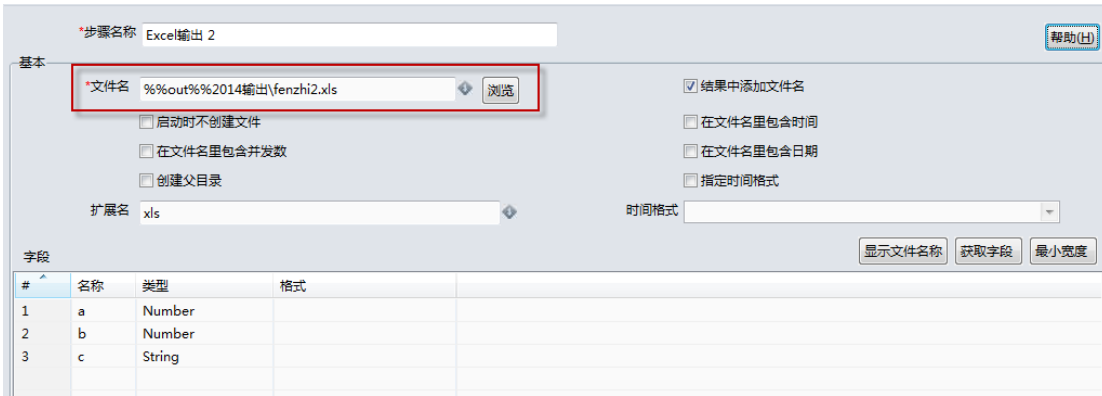 *步骤名称 Excel输出 2 帮助(H)
基本
*文件名 %%out%%2014输出\fenzhi2.xls 浏览 结果中添加文件名
启动时不创建文件 在文件名里包含时间
在文件名里包含并发数 在文件名里包含日期
创建父目录 指定时间格式
扩展名 xls 时间格式
字段 显示文件名称 获取字段 最小宽度
# 名称 类型 格式
1 a Number
2 b Number
3 c String